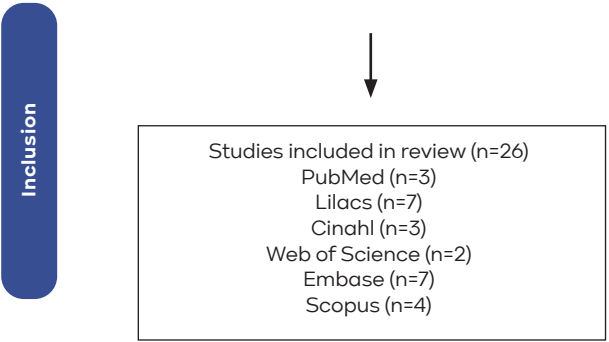 Inclusion
Studies included in review (n=26)
PubMed (n=3)
Lilacs (n=7)
Cinahl (n=3)
Web of Science (n=2)
Embase (n=7)
Scopus (n=4)